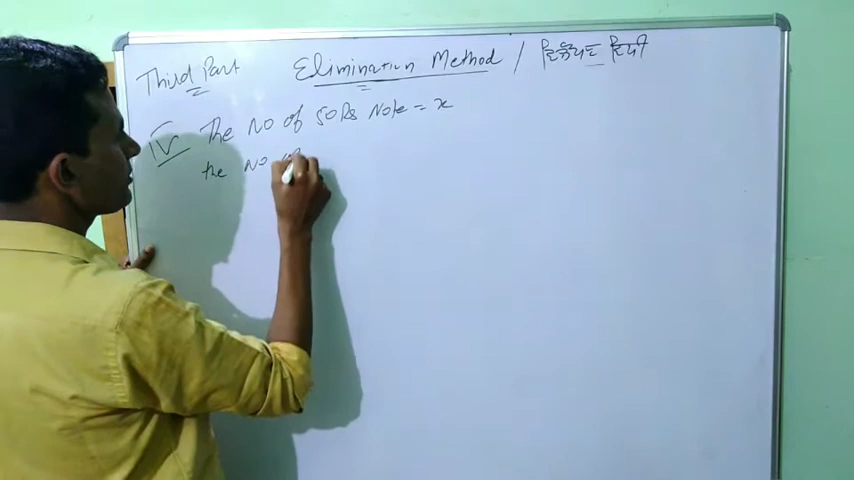 Third Part Elimination Method /
IV The No of 50Rs Note = x
the No of